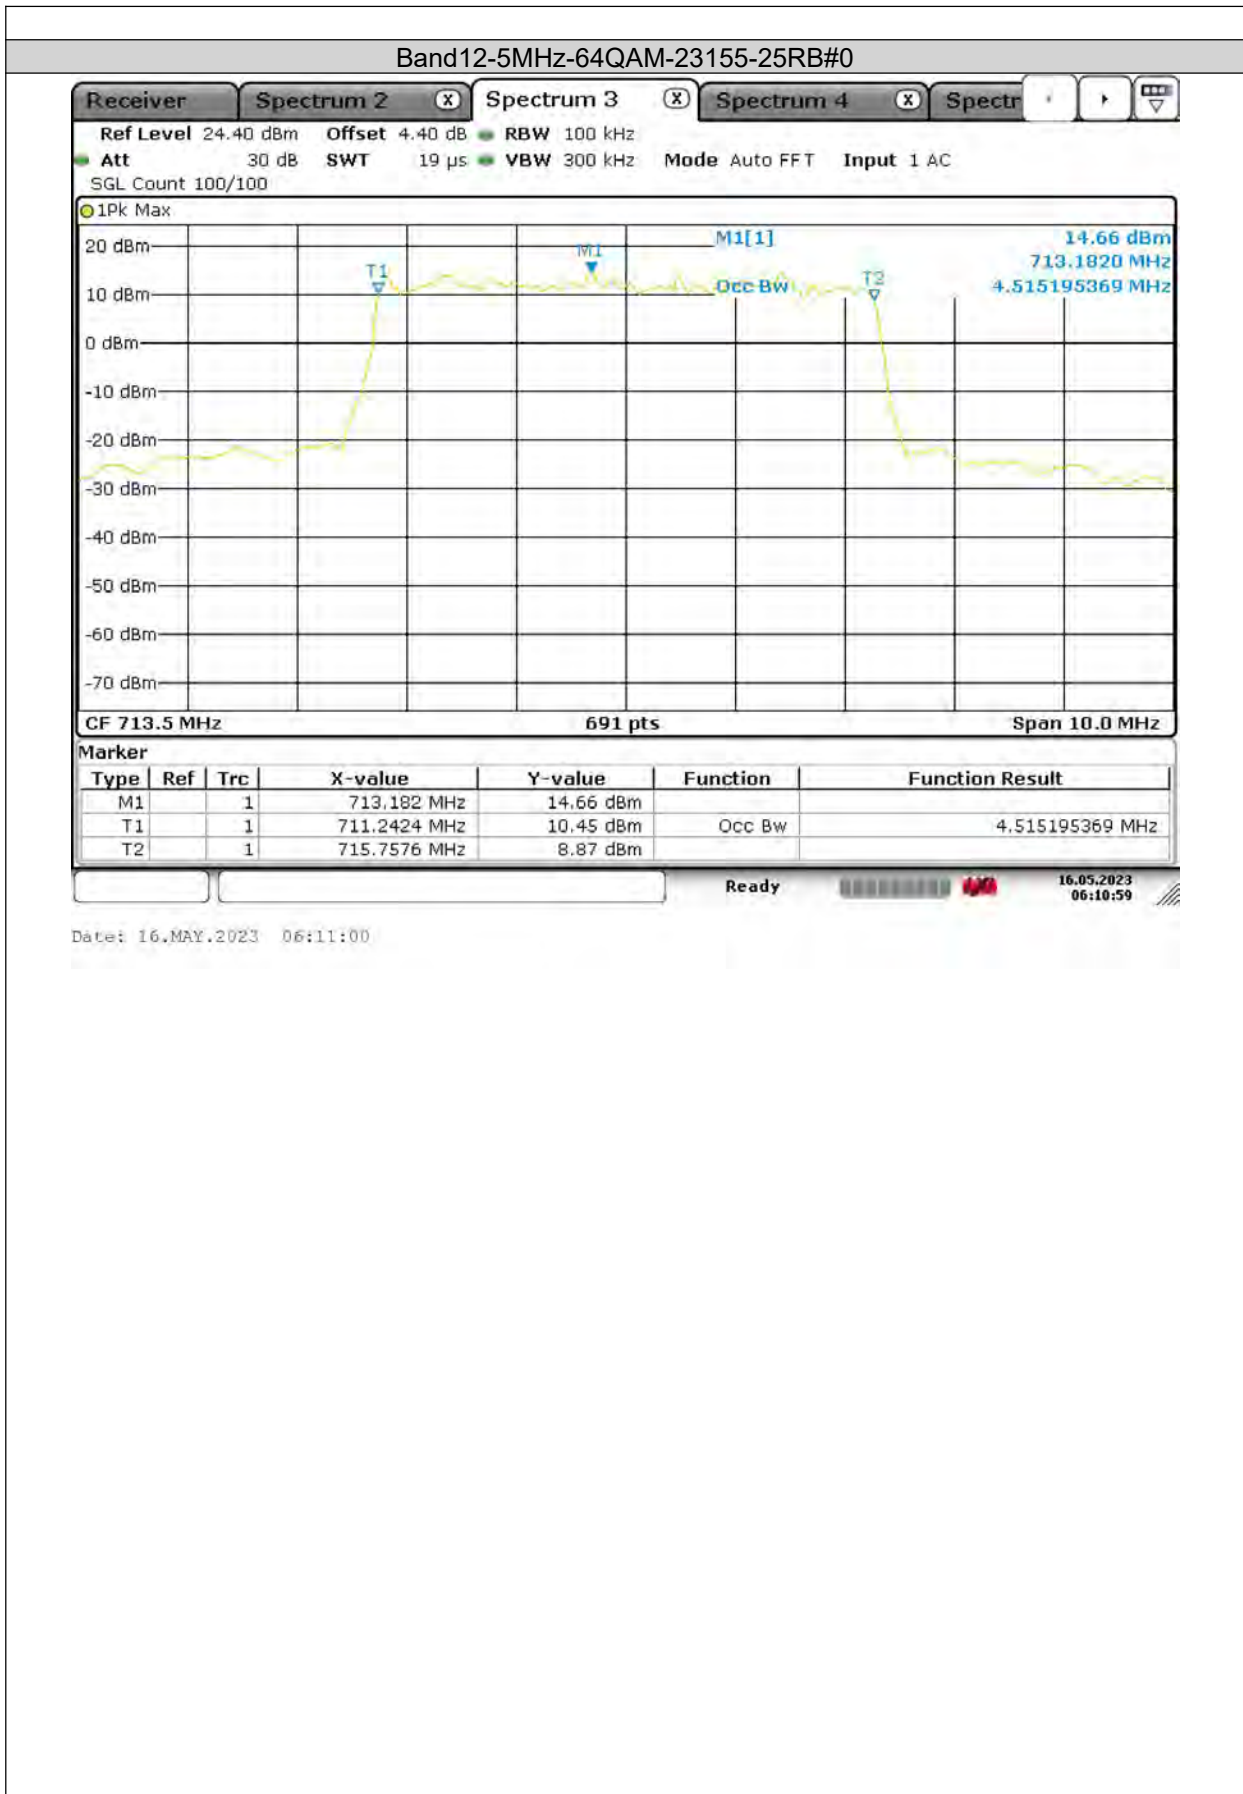 Band12-5MHz-64QAM-23155-25RB#0
Receiver Spectrum 2 X Spectrum 3 X Spectrum 4 X Spectr
Ref Level 24.40 dBm Offset 4.40 dB RBW 100 kHz
Att 30 dB SWT 19 µs VBW 300 kHz Mode Auto FFT Input 1 AC
SGL Count 100/100
1Pk Max
M1[1] 14.66 dBm
713.1820 MHz
Occ Bw 4.515195369 MHz
M1
T1
T2
20 dBm
10 dBm
0 dBm
-10 dBm
-20 dBm
-30 dBm
-40 dBm
-50 dBm
-60 dBm
-70 dBm
CF 713.5 MHz 691 pts Span 10.0 MHz
Marker
Type Ref Trc X-value Y-value Function Function Result
M1 1 713.182 MHz 14.66 dBm
T1 1 711.2424 MHz 10.45 dBm Occ Bw 4.515195369 MHz
T2 1 715.7576 MHz 8.87 dBm
Ready 16.05.2023
06:10:59
Date: 16.MAY.2023 06:11:00